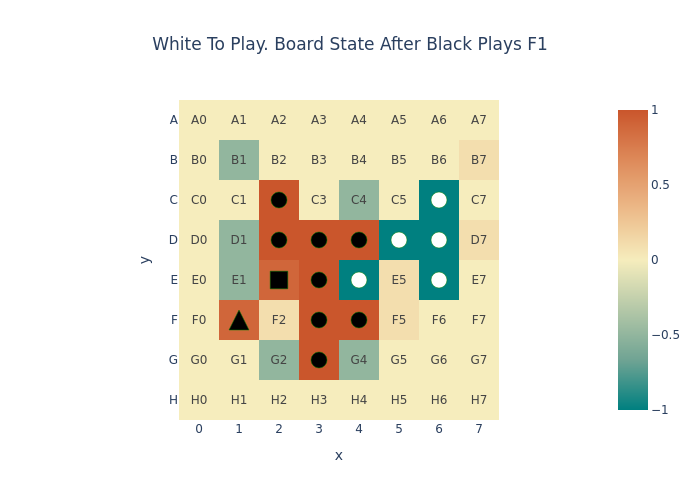 White To Play. Board State After Black Plays F1
A A0 A1 A2 A3 A4 A5 A6 A7
B B0 B1 B2 B3 B4 B5 B6 B7
C C0 C1 C3 C4 C5 C7
D D0 D1 D7
E E0 E1 E5 E7
F F0 F2 F5 F6 F7
G G0 G1 G2 G4 G5 G6 G7
H H0 H1 H2 H3 H4 H5 H6 H7
0 1 2 3 4 5 6 7
x
y
1
0.5
0
−0.5
−1